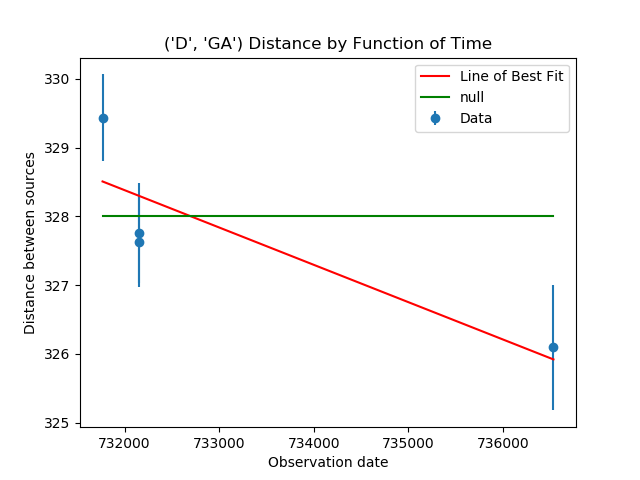 ('D', 'GA') Distance by Function of Time
Line of Best Fit
null
Data
330
329
328
327
326
325
Distance between sources
732000 733000 734000 735000 736000
Observation date